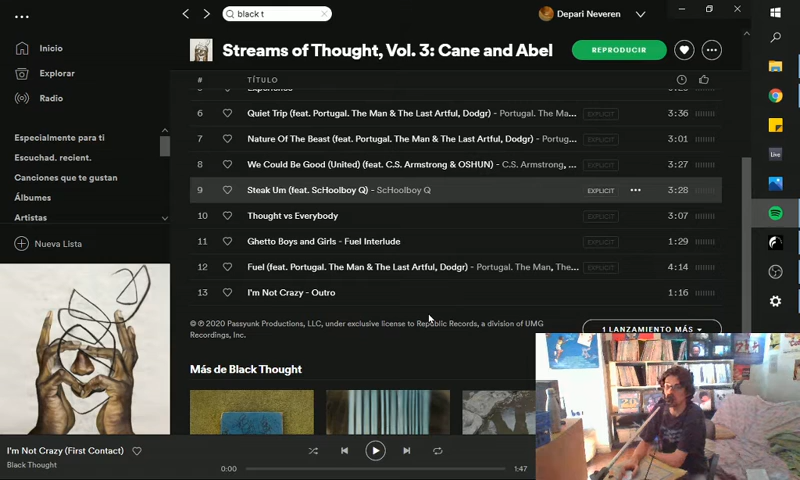 black t
Depari Neveren
Inicio
Explorar
Radio
Especialmente para ti
Escuchad. recient.
Canciones que te gustan
Álbumes
Artistas
Nueva Lista
Streams of Thought, Vol. 3: Cane and Abel
REPRODUCIR
# TÍTULO
6 Quiet Trip (feat. Portugal. The Man & The Last Artful, Dodgr) - Portugal. The Ma... EXPLICIT 3:36
7 Nature Of The Beast (feat. Portugal. The Man & The Last Artful, Dodgr) - Portug... EXPLICIT 3:01
8 We Could Be Good (United) (feat. C.S. Armstrong & OSHUN) - C.S. Armstrong, ... EXPLICIT 3:27
9 Steak Um (feat. ScHoolboy Q) - ScHoolboy Q EXPLICIT 3:28
10 Thought vs Everybody EXPLICIT 3:07
11 Ghetto Boys and Girls - Fuel Interlude EXPLICIT 1:29
12 Fuel (feat. Portugal. The Man & The Last Artful, Dodgr) - Portugal. The Man, The... EXPLICIT 4:14
13 I'm Not Crazy - Outro 1:16
© ℗ 2020 Passyunk Productions, LLC, under exclusive license to Republic Records, a division of UMG
Recordings, Inc.
1 LANZAMIENTO MÁS
Más de Black Thought
I'm Not Crazy (First Contact)
Black Thought
0:00
1:47
live